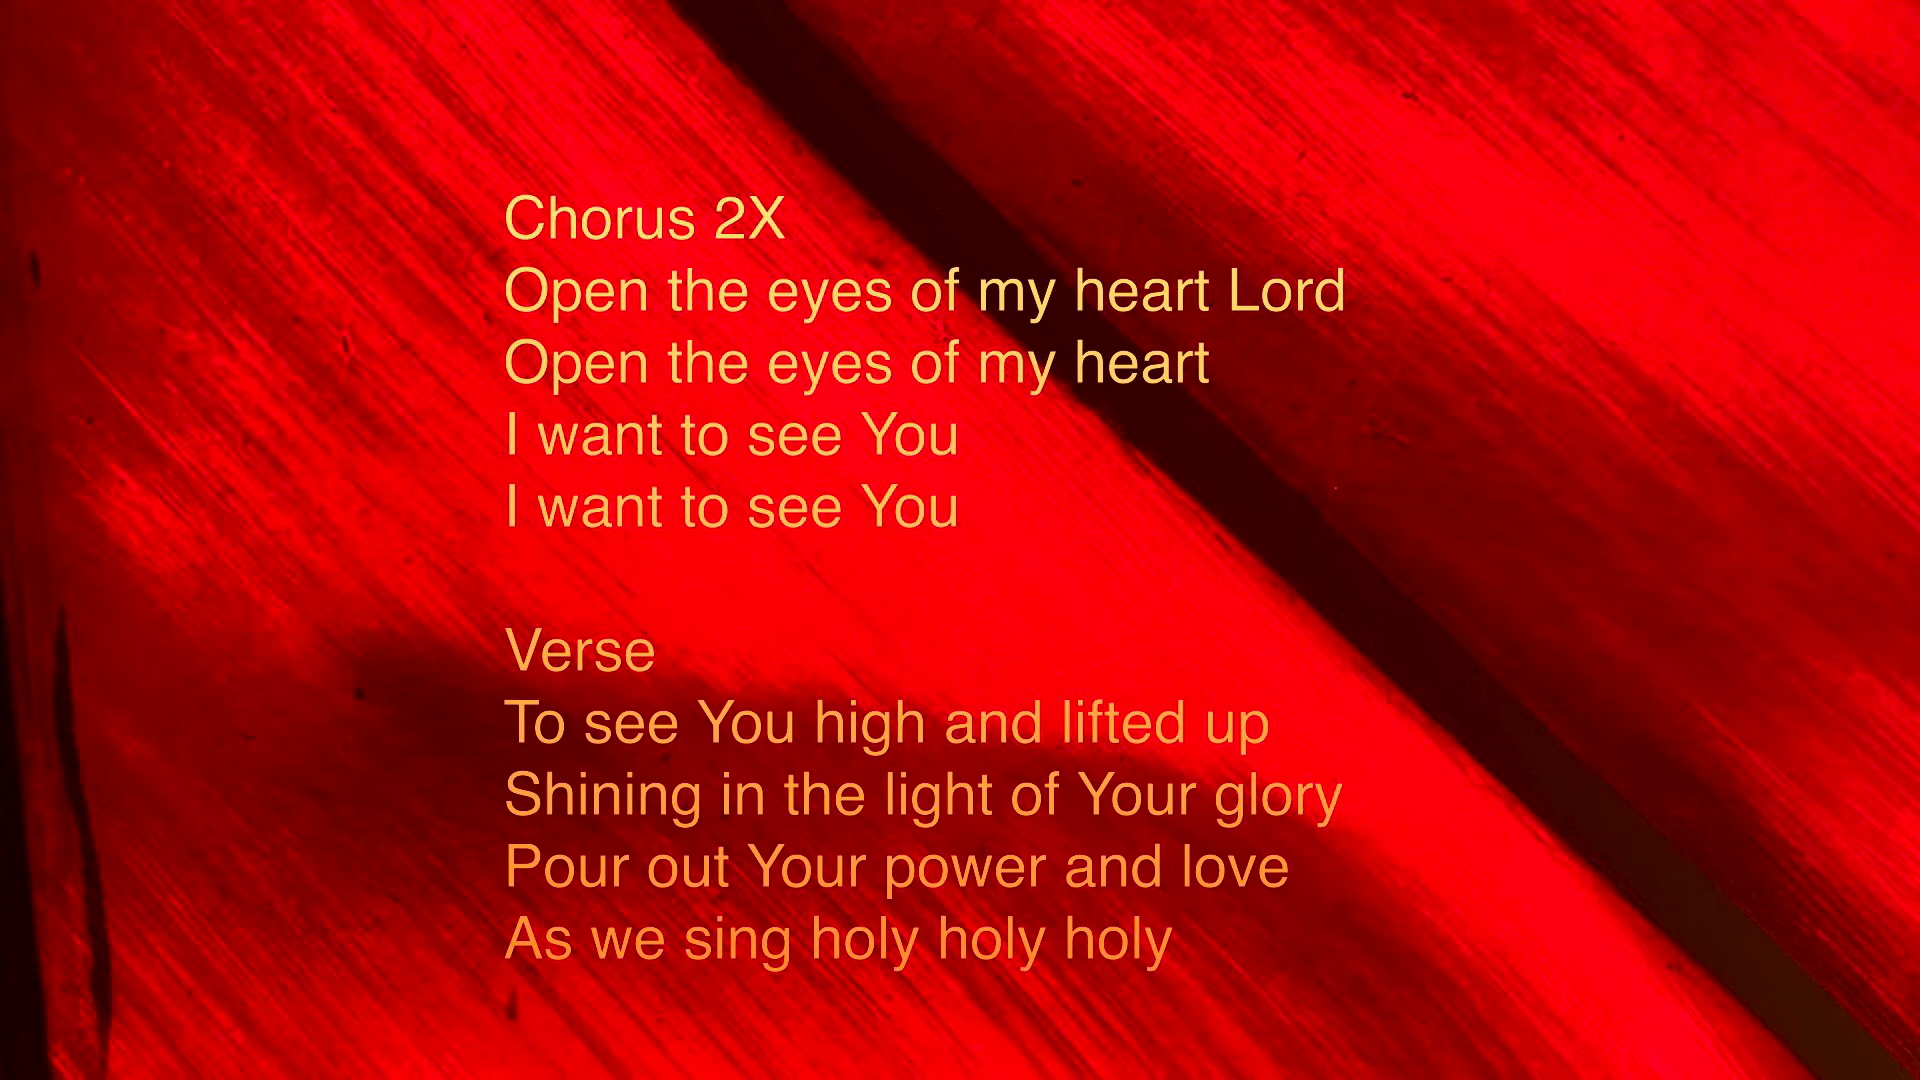 Chorus 2X
Open the eyes of my heart Lord
Open the eyes of my heart
I want to see You
I want to see You
Verse
To see You high and lifted up
Shining in the light of Your glory
Pour out Your power and love
As we sing holy holy holy